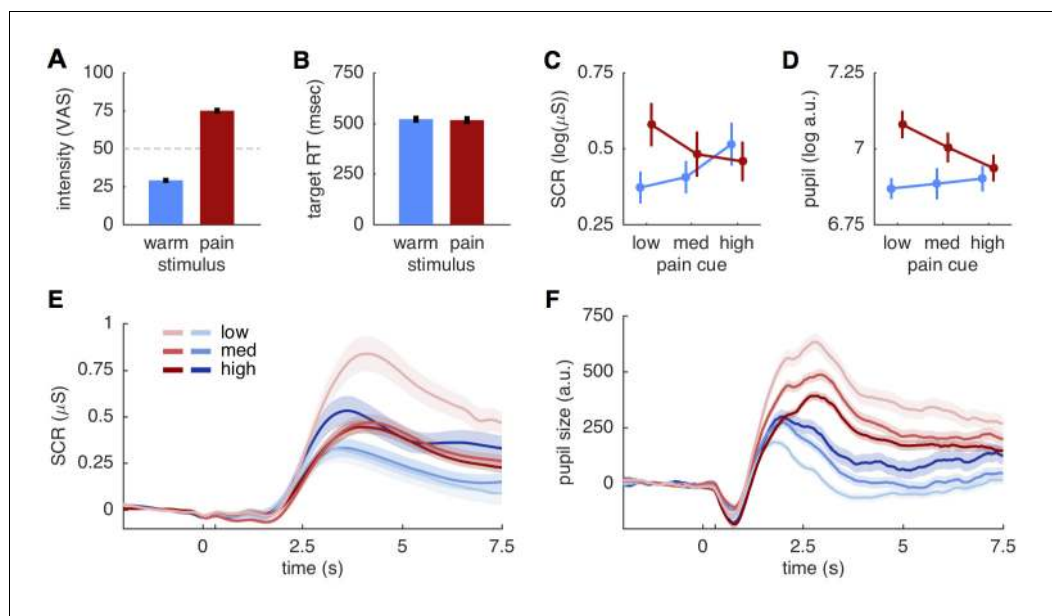 A
intensity (VAS)
100
75
50
25
0
warm pain
stimulus
B
target RT (msec)
750
500
250
0
warm pain
stimulus
C
SCR (log(μS))
0.75
0.5
0.25
low med high
pain cue
D
pupil (log a.u.)
7.25
7
6.75
low med high
pain cue
E
SCR (μS)
1
0.75
0.5
0.25
0
low
med
high
0 2.5 5 7.5
time (s)
F
pupil size (a.u.)
750
500
250
0
0 2.5 5 7.5
time (s)